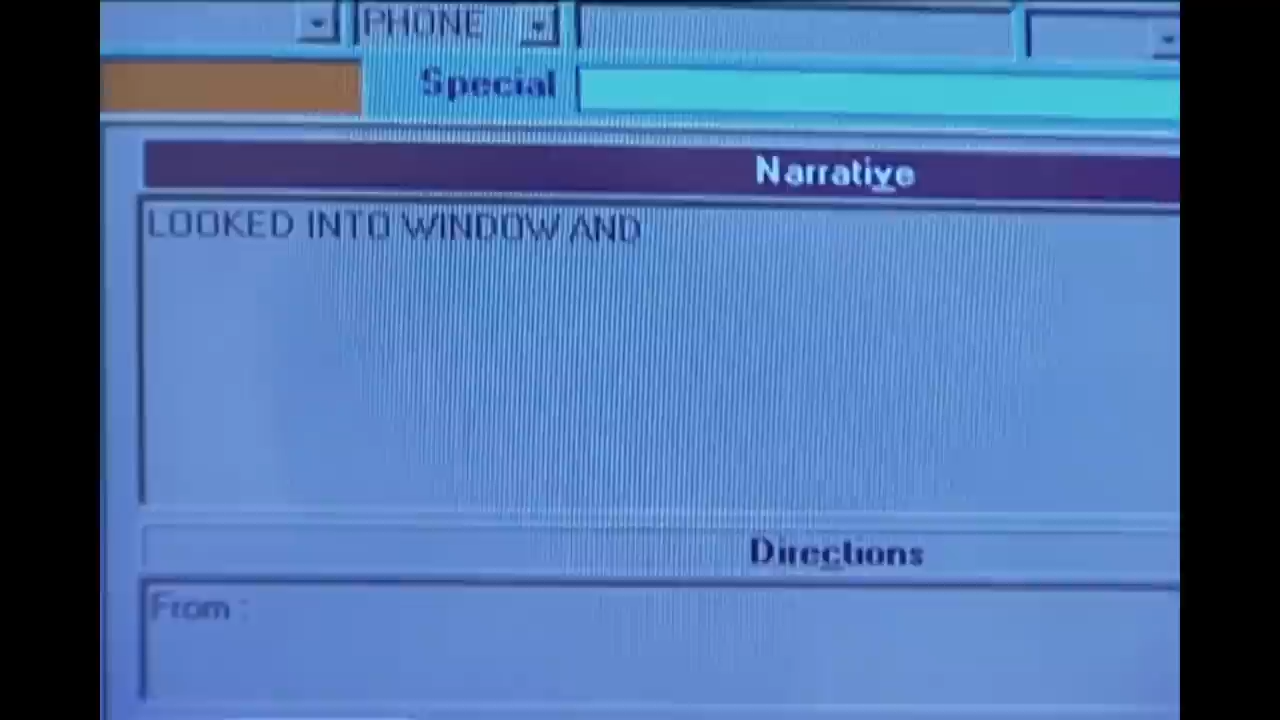 PHONE
Special
Narrative
LOOKED INTO WINDOW AND
Directions
From :